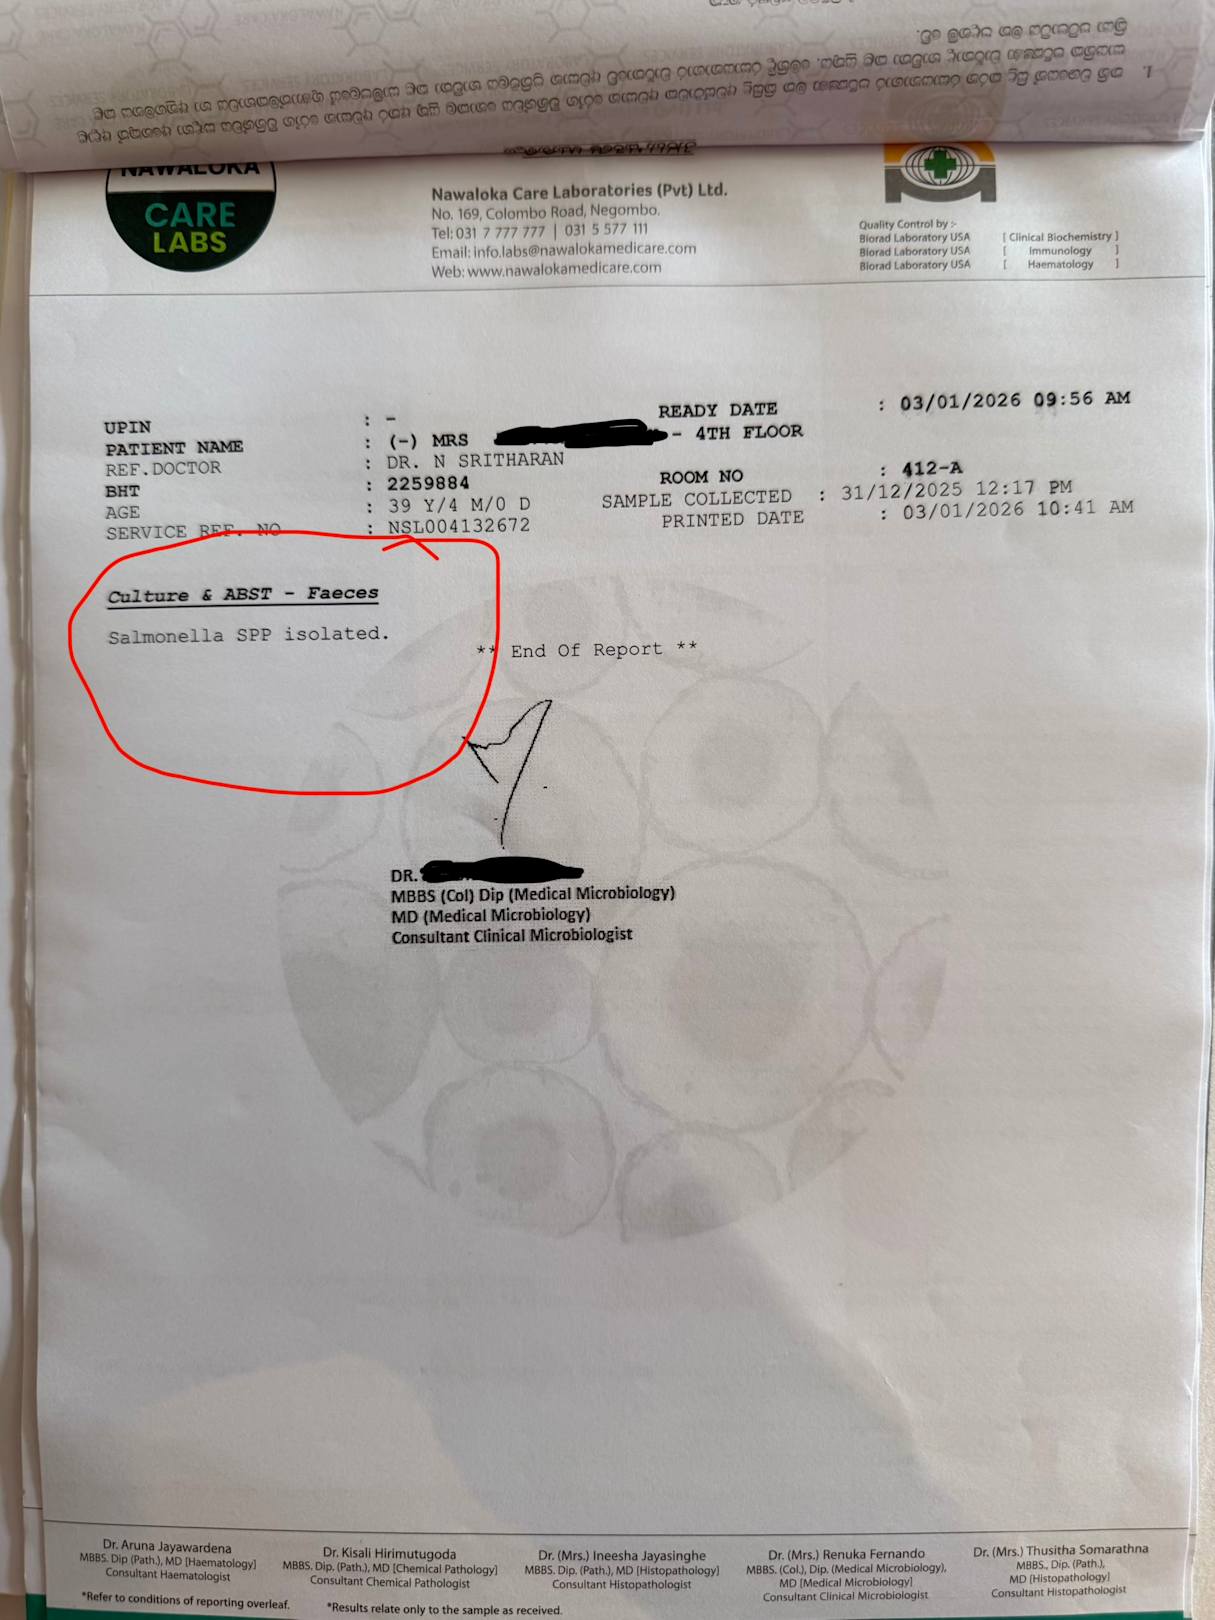 NAWALOKA
CARE
LABS
Nawaloka Care Laboratories (Pvt) Ltd.
No. 169, Colombo Road, Negombo.
Tel: 031 7 777 777 | 031 5 577 111
Email: info.labs@nawalokamedicare.com
Web: www.nawalokamedicare.com
Quality Control by :-
Biorad Laboratory USA [ Clinical Biochemistry ]
Biorad Laboratory USA [ Immunology ]
Biorad Laboratory USA [ Haematology ]
UPIN : -
PATIENT NAME : (-) MRS - 4TH FLOOR
REF.DOCTOR : DR. N SRITHARAN
BHT : 2259884
AGE : 39 Y/4 M/0 D
SERVICE REF. NO : NSL004132672
READY DATE : 03/01/2026 09:56 AM
ROOM NO : 412-A
SAMPLE COLLECTED : 31/12/2025 12:17 PM
PRINTED DATE : 03/01/2026 10:41 AM
Culture & ABST - Faeces
Salmonella SPP isolated.
** End Of Report **
DR.
MBBS (Col) Dip (Medical Microbiology)
MD (Medical Microbiology)
Consultant Clinical Microbiologist
Dr. Aruna Jayawardena
MBBS. Dip (Path.), MD [Haematology]
Consultant Haematologist
Dr. Kisali Hirimutugoda
MBBS. Dip. (Path.), MD [Chemical Pathology]
Consultant Chemical Pathologist
Dr. (Mrs.) Ineesha Jayasinghe
MBBS. Dip. (Path.), MD [Histopathology]
Consultant Histopathologist
Dr. (Mrs.) Renuka Fernando
MBBS. (Col.), Dip. (Medical Microbiology),
MD [Medical Microbiology]
Consultant Clinical Microbiologist
Dr. (Mrs.) Thusitha Somarathna
MBBS., Dip. (Path.),
MD [Histopathology]
Consultant Histopathologist
*Refer to conditions of reporting overleaf.
*Results relate only to the sample as received.